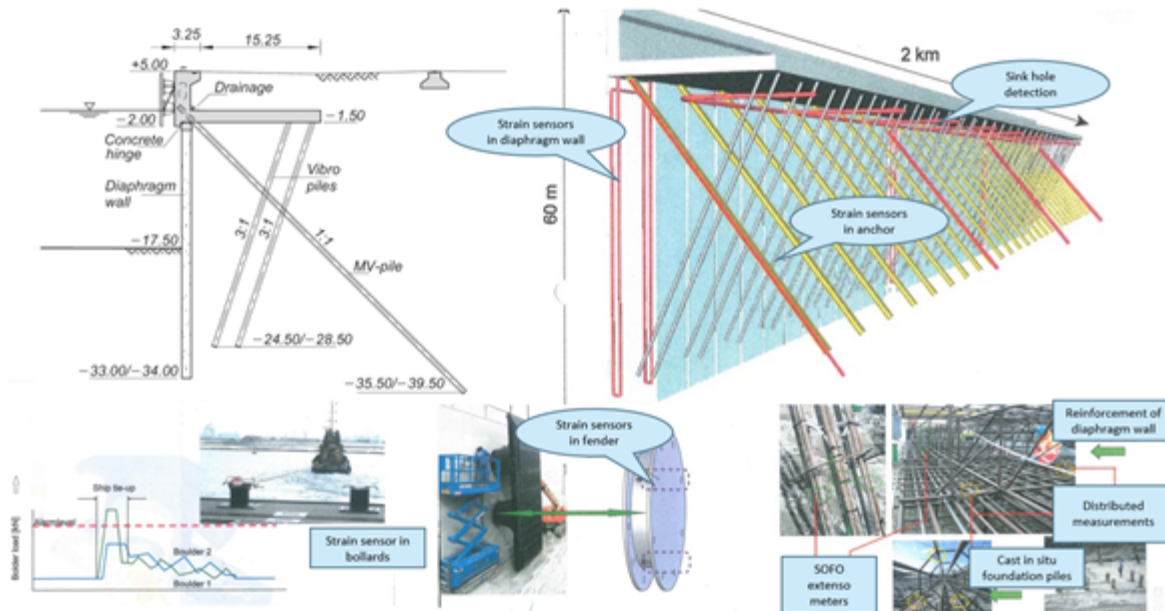 3.25
15.25
+5.00
Drainage
−2.00
−1.50
Concrete
hinge
Diaphragm
wall
Vibro
piles
3:1
3:1
1:1
−17.50
MV-pile
−24.50/−28.50
−33.00/−34.00
−35.50/−39.50
60 m
2 km
Sink hole
detection
Strain sensors
in diaphragm wall
Strain sensors
in anchor
Ship tie-up
Bolder load [kN]
Boulder 2
Boulder 1
Strain sensor in
bollards
Strain sensors
in fender
Reinforcement of
diaphragm wall
Distributed
measurements
SOFO
extenso
meters
Cast in situ
foundation piles